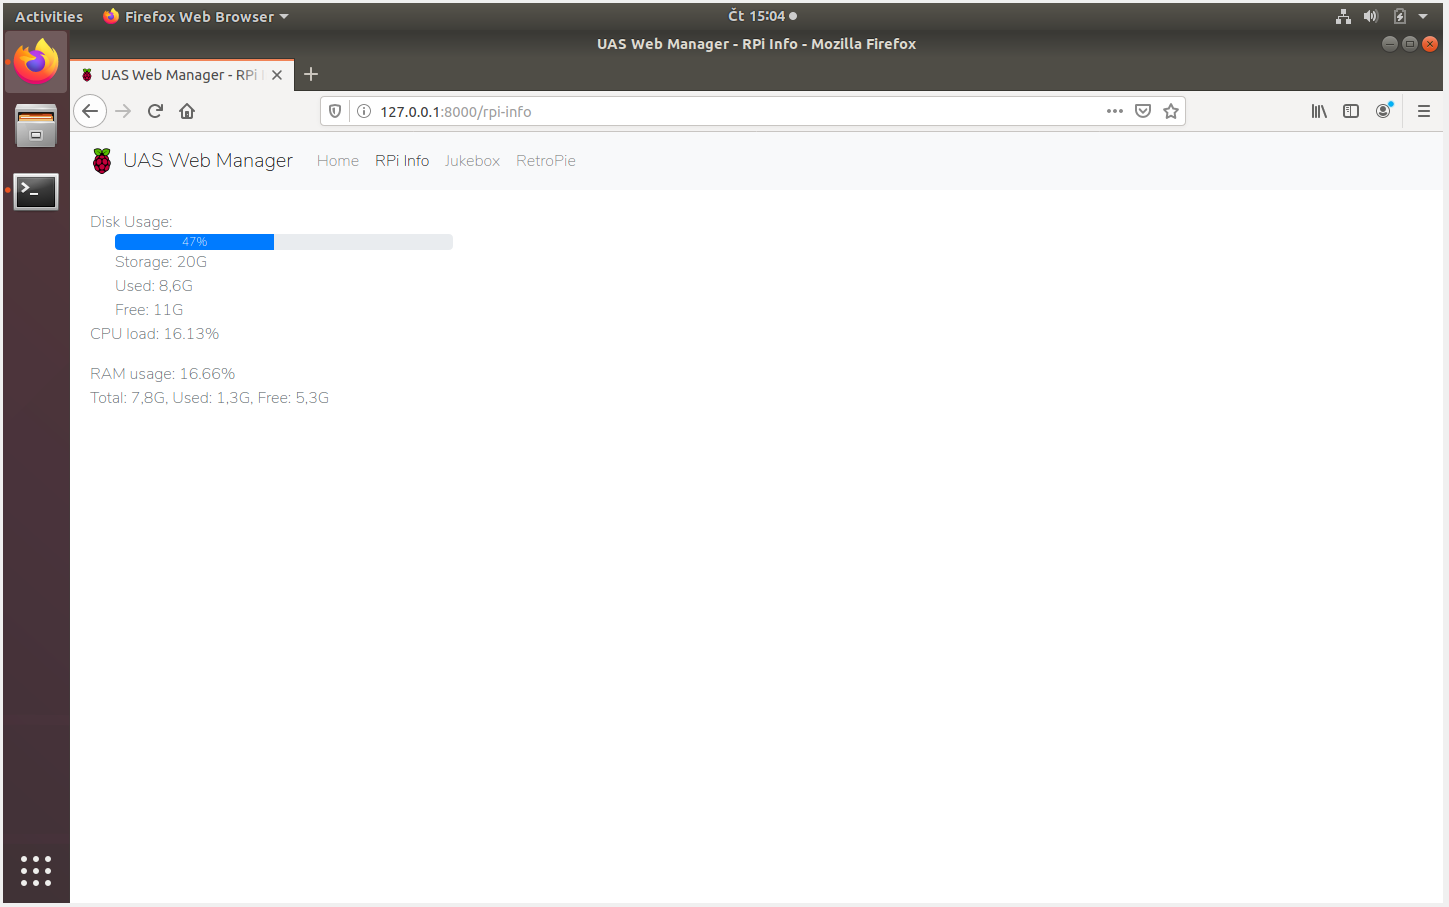 Activities Firefox Web Browser Čt 15:04
UAS Web Manager - RPi Info - Mozilla Firefox
UAS Web Manager - RPi
127.0.0.1:8000/rpi-info
UAS Web Manager Home RPi Info Jukebox RetroPie
Disk Usage:
47%
Storage: 20G
Used: 8,6G
Free: 11G
CPU load: 16.13%
RAM usage: 16.66%
Total: 7,8G, Used: 1,3G, Free: 5,3G